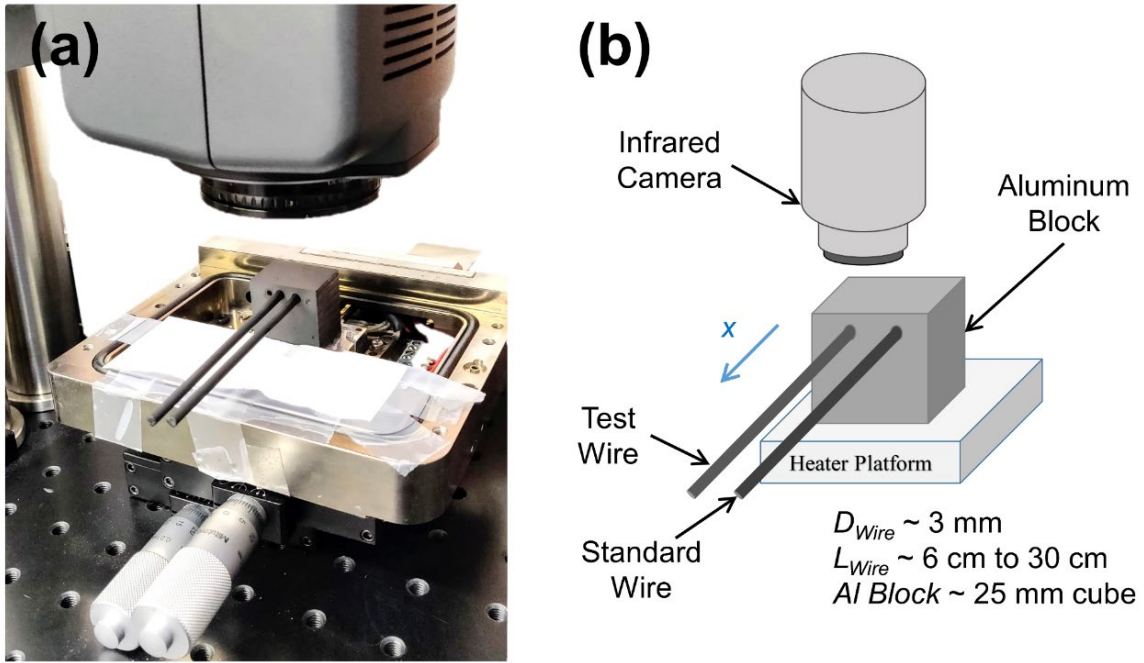 (a)
(b)
Infrared
Camera
Aluminum
Block
x
Test
Wire
Heater Platform
Standard
Wire
D_Wire ~ 3 mm
L_Wire ~ 6 cm to 30 cm
Al Block ~ 25 mm cube